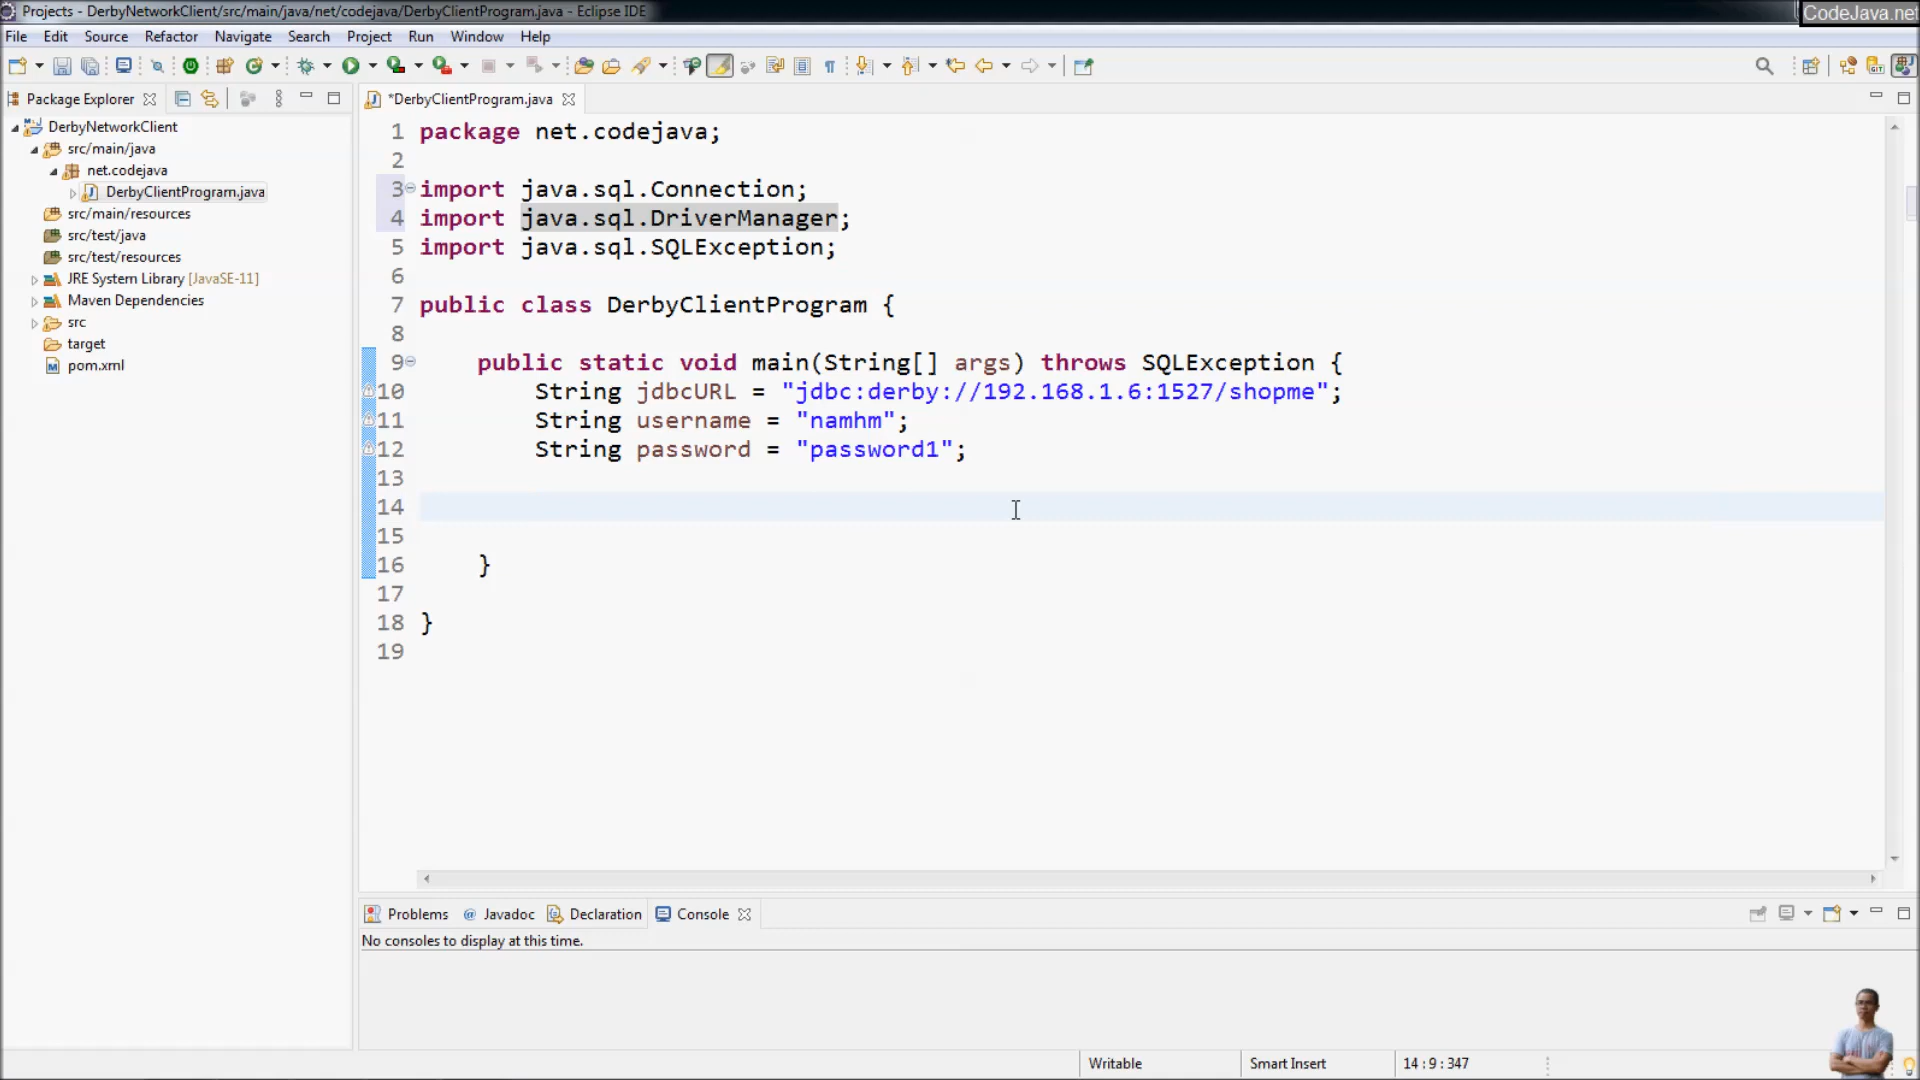 Projects - DerbyNetworkClient/src/main/java/net/codejava/DerbyClientProgram.java - Eclipse IDE
CodeJava.net
File Edit Source Refactor Navigate Search Project Run Window Help
Package Explorer
*DerbyClientProgram.java
DerbyNetworkClient
src/main/java
net.codejava
DerbyClientProgram.java
src/main/resources
src/test/java
src/test/resources
JRE System Library [JavaSE-11]
Maven Dependencies
src
target
pom.xml
1 package net.codejava;
2
3 import java.sql.Connection;
4 import java.sql.DriverManager;
5 import java.sql.SQLException;
6
7 public class DerbyClientProgram {
8
9 public static void main(String[] args) throws SQLException {
10 String jdbcURL = "jdbc:derby://192.168.1.6:1527/shopme";
11 String username = "namhm";
12 String password = "password1";
13
14
15
16 }
17
18 }
19
Problems @ Javadoc Declaration Console
No consoles to display at this time.
Writable Smart Insert 14 : 9 : 347